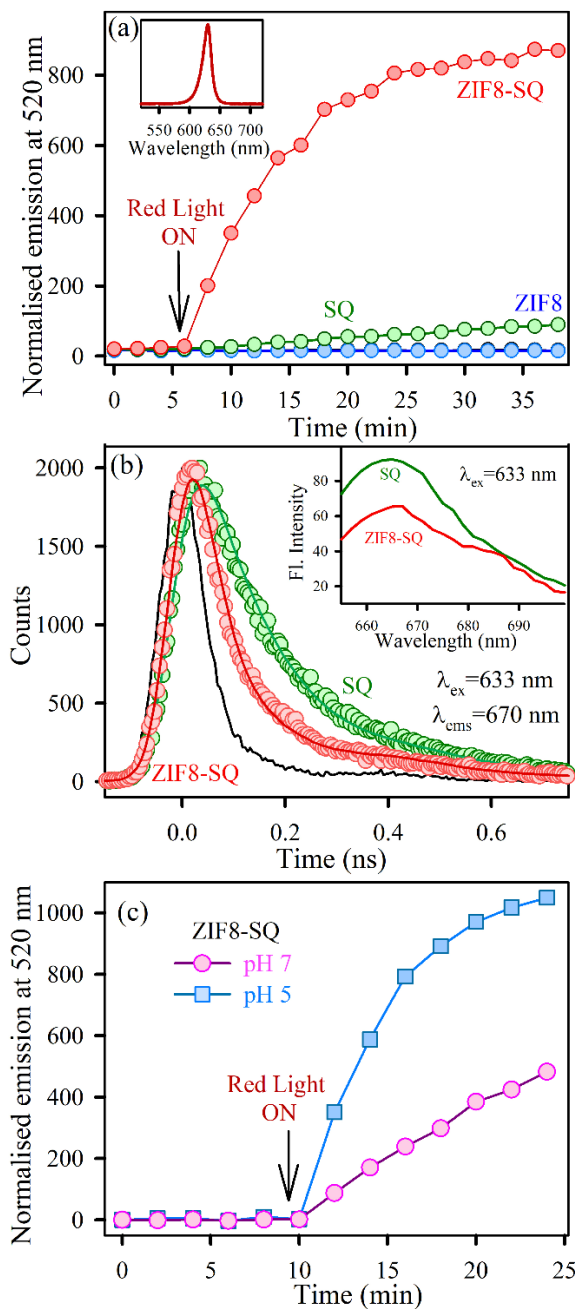 (a)
Normalised emission at 520 nm
800
600
400
200
0
550 600 650 700
Wavelength (nm)
ZIF8-SQ
Red Light
ON
SQ
ZIF8
0 5 10 15 20 25 30 35
Time (min)
(b)
Counts
2000
1500
1000
500
0
Fl. Intensity
80
60
40
20
SQ
ZIF8-SQ
λex=633 nm
660 670 680 690
Wavelength (nm)
SQ
λex=633 nm
λems=670 nm
ZIF8-SQ
0.0 0.2 0.4 0.6
Time (ns)
(c)
Normalised emission at 520 nm
1000
800
600
400
200
0
ZIF8-SQ
pH 7
pH 5
Red Light
ON
0 5 10 15 20 25
Time (min)